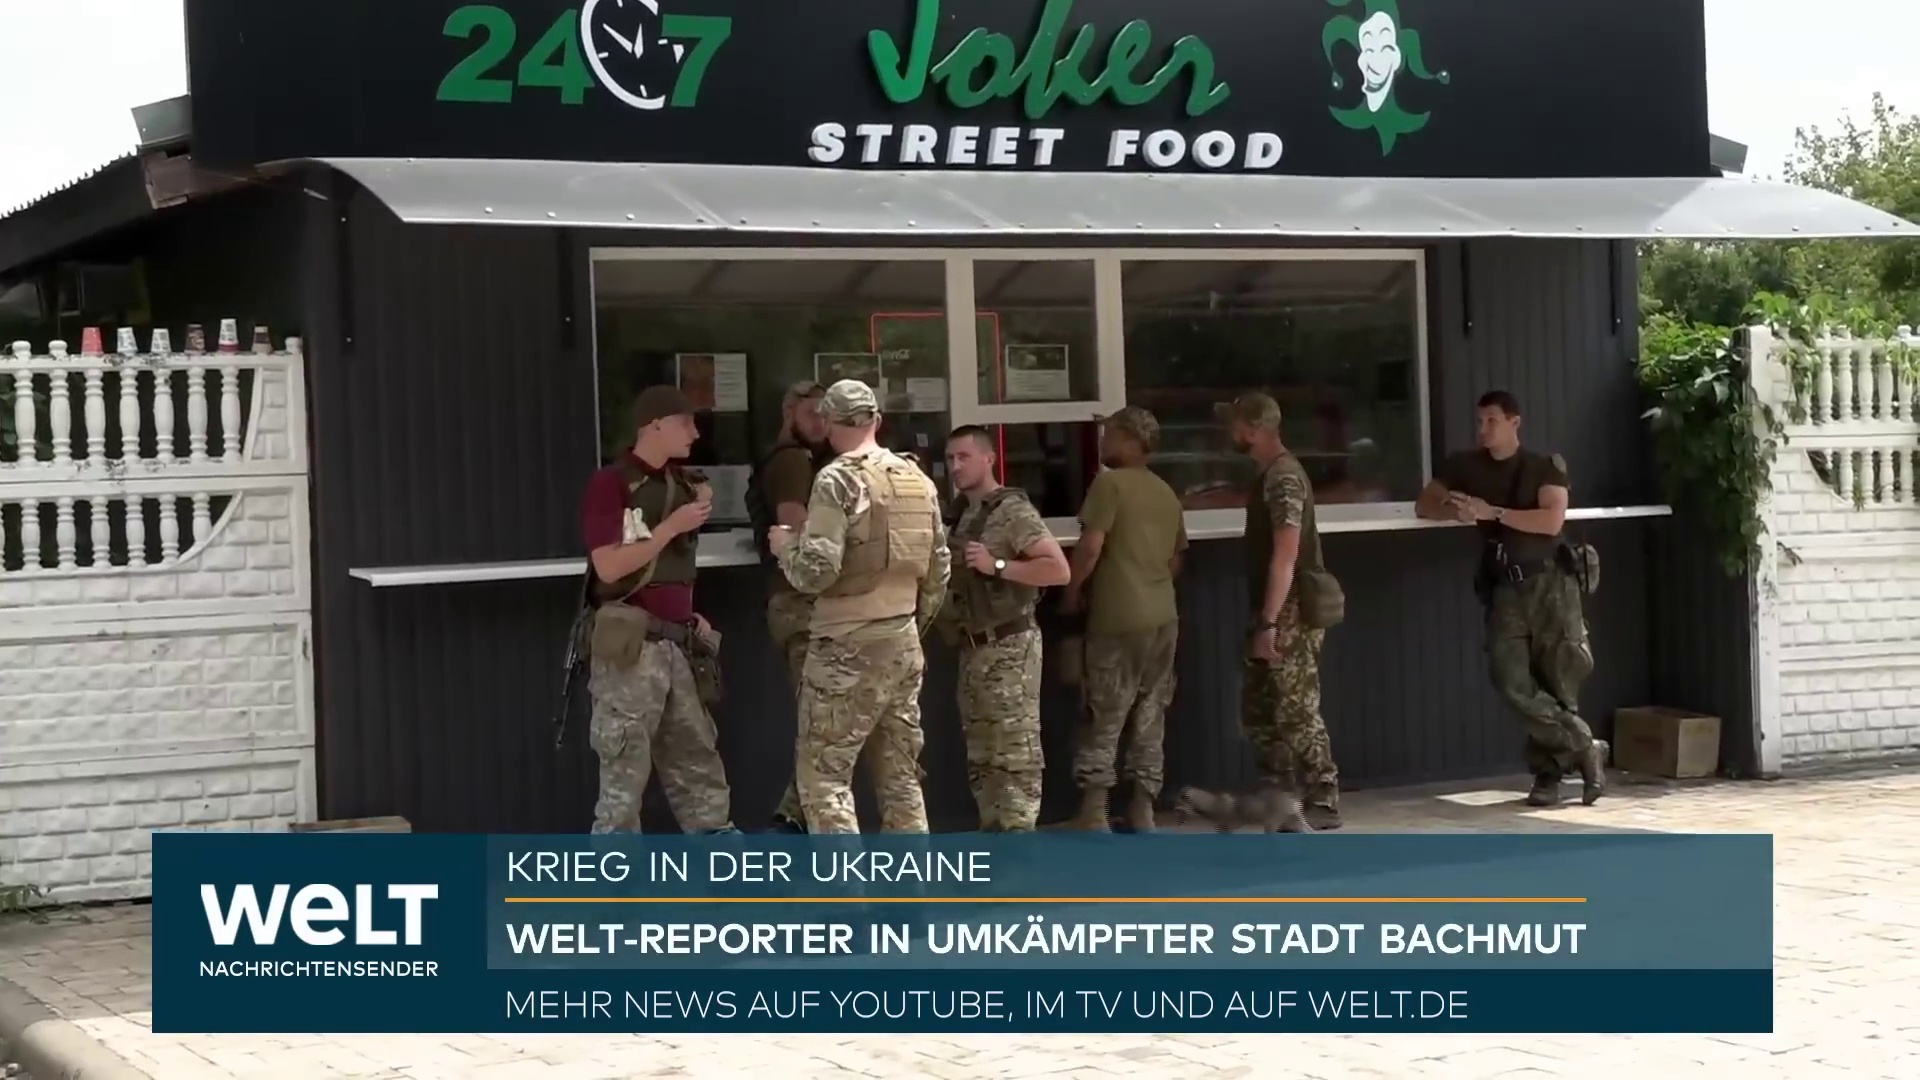 24 7
Joker
STREET FOOD
WELT
NACHRICHTENSENDER
KRIEG IN DER UKRAINE
WELT-REPORTER IN UMKÄMPFTER STADT BACHMUT
MEHR NEWS AUF YOUTUBE, IM TV UND AUF WELT.DE